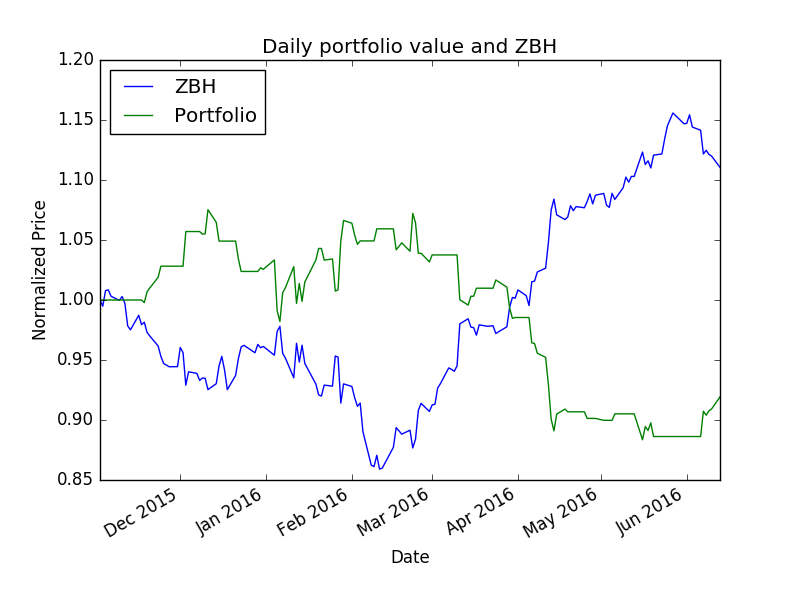 Daily portfolio value and ZBH
ZBH
Portfolio
1.20
1.15
1.10
1.05
1.00
0.95
0.90
0.85
Normalized Price
Dec 2015
Jan 2016
Feb 2016
Mar 2016
Apr 2016
May 2016
Jun 2016
Date